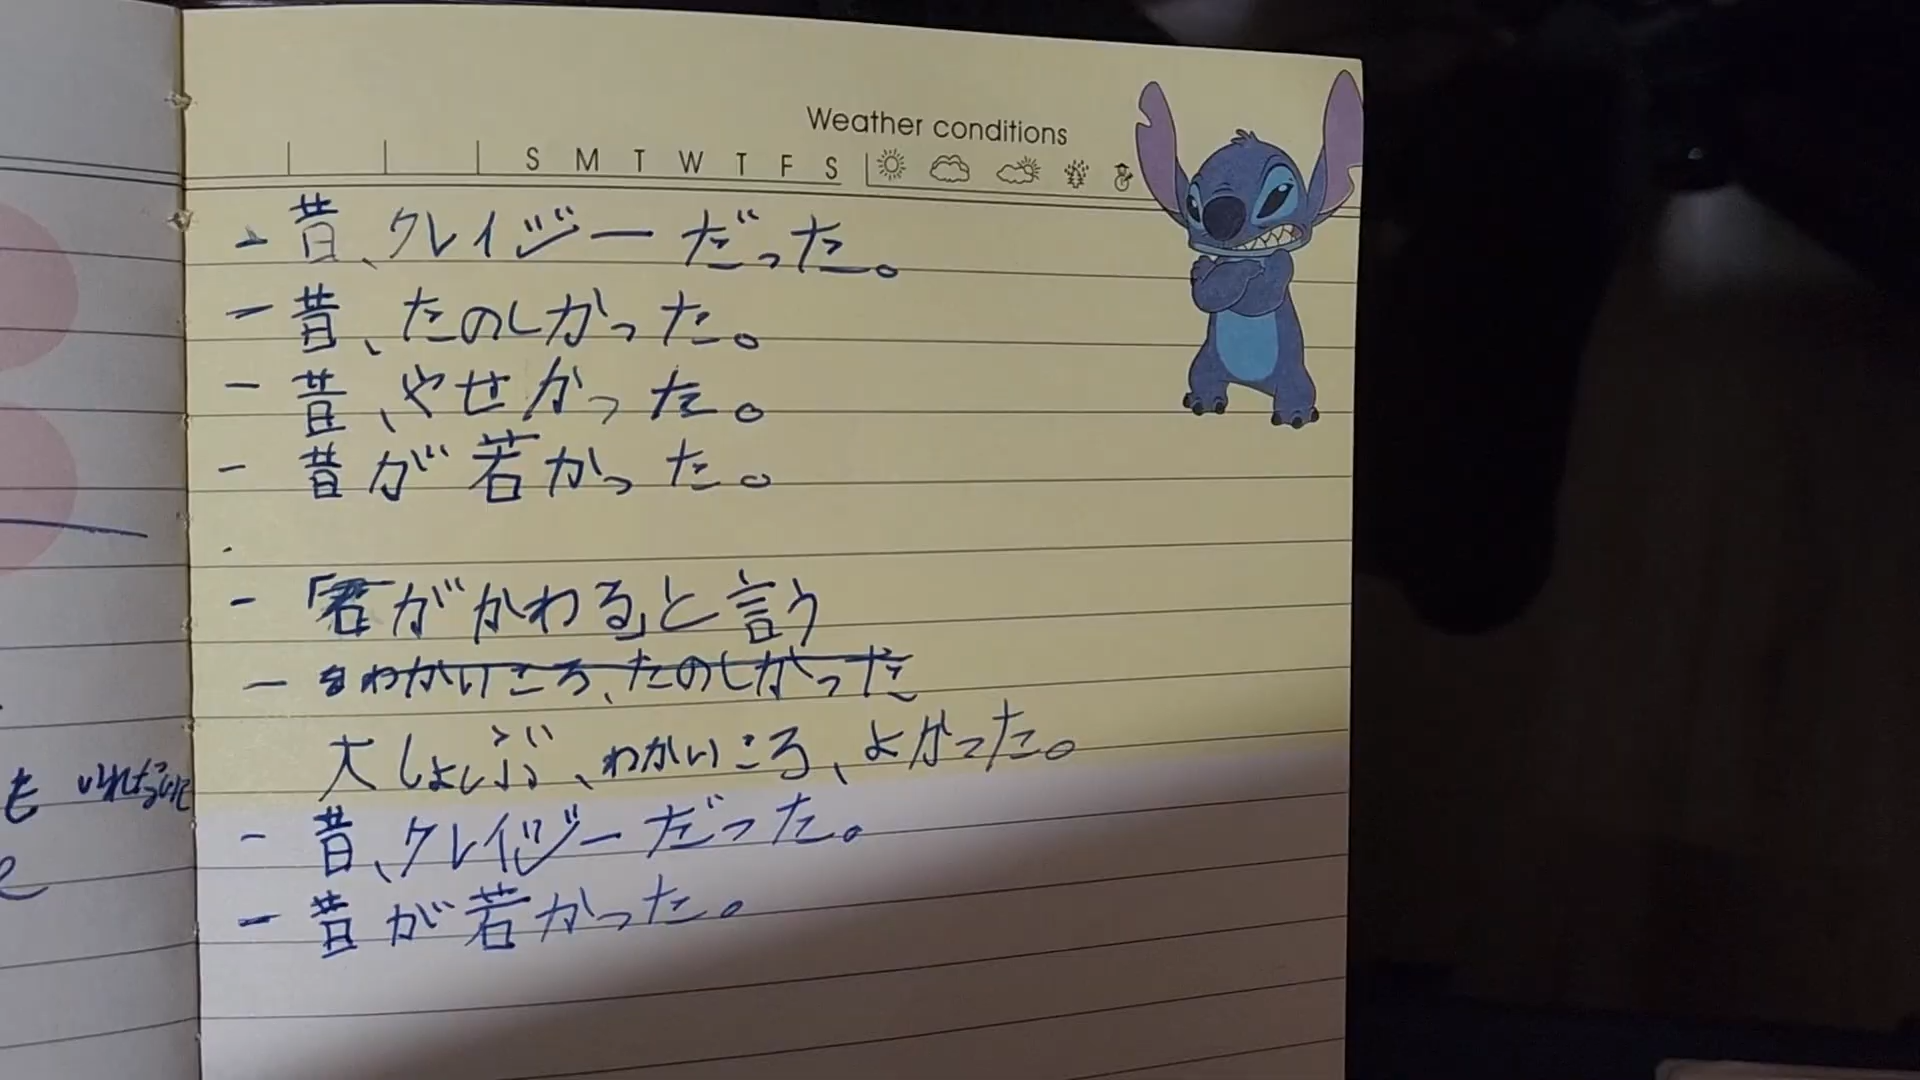 Weather conditions
S M T W T F S
- 昔、クレイジーだった。
- 昔、たのしかった。
- 昔、やせかった。
- 昔が若かった。
- 「君がかわる」と言う
- わかいころ、たのしかった
大しょぶ、わかいころ、よかった。
- 昔、クレイジーだった。
- 昔が若かった。
も